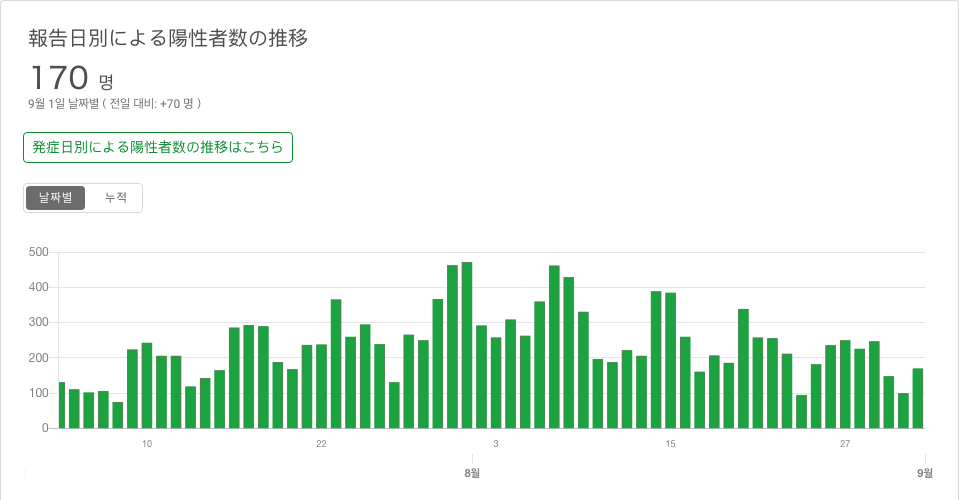 報告日別による陽性者数の推移
170 명
9월 1일 날짜별 ( 전일 대비: +70 명 )
発症日別による陽性者数の推移はこちら
날짜별 누적
500
400
300
200
100
0
10 22 3 15 27
8월 9월